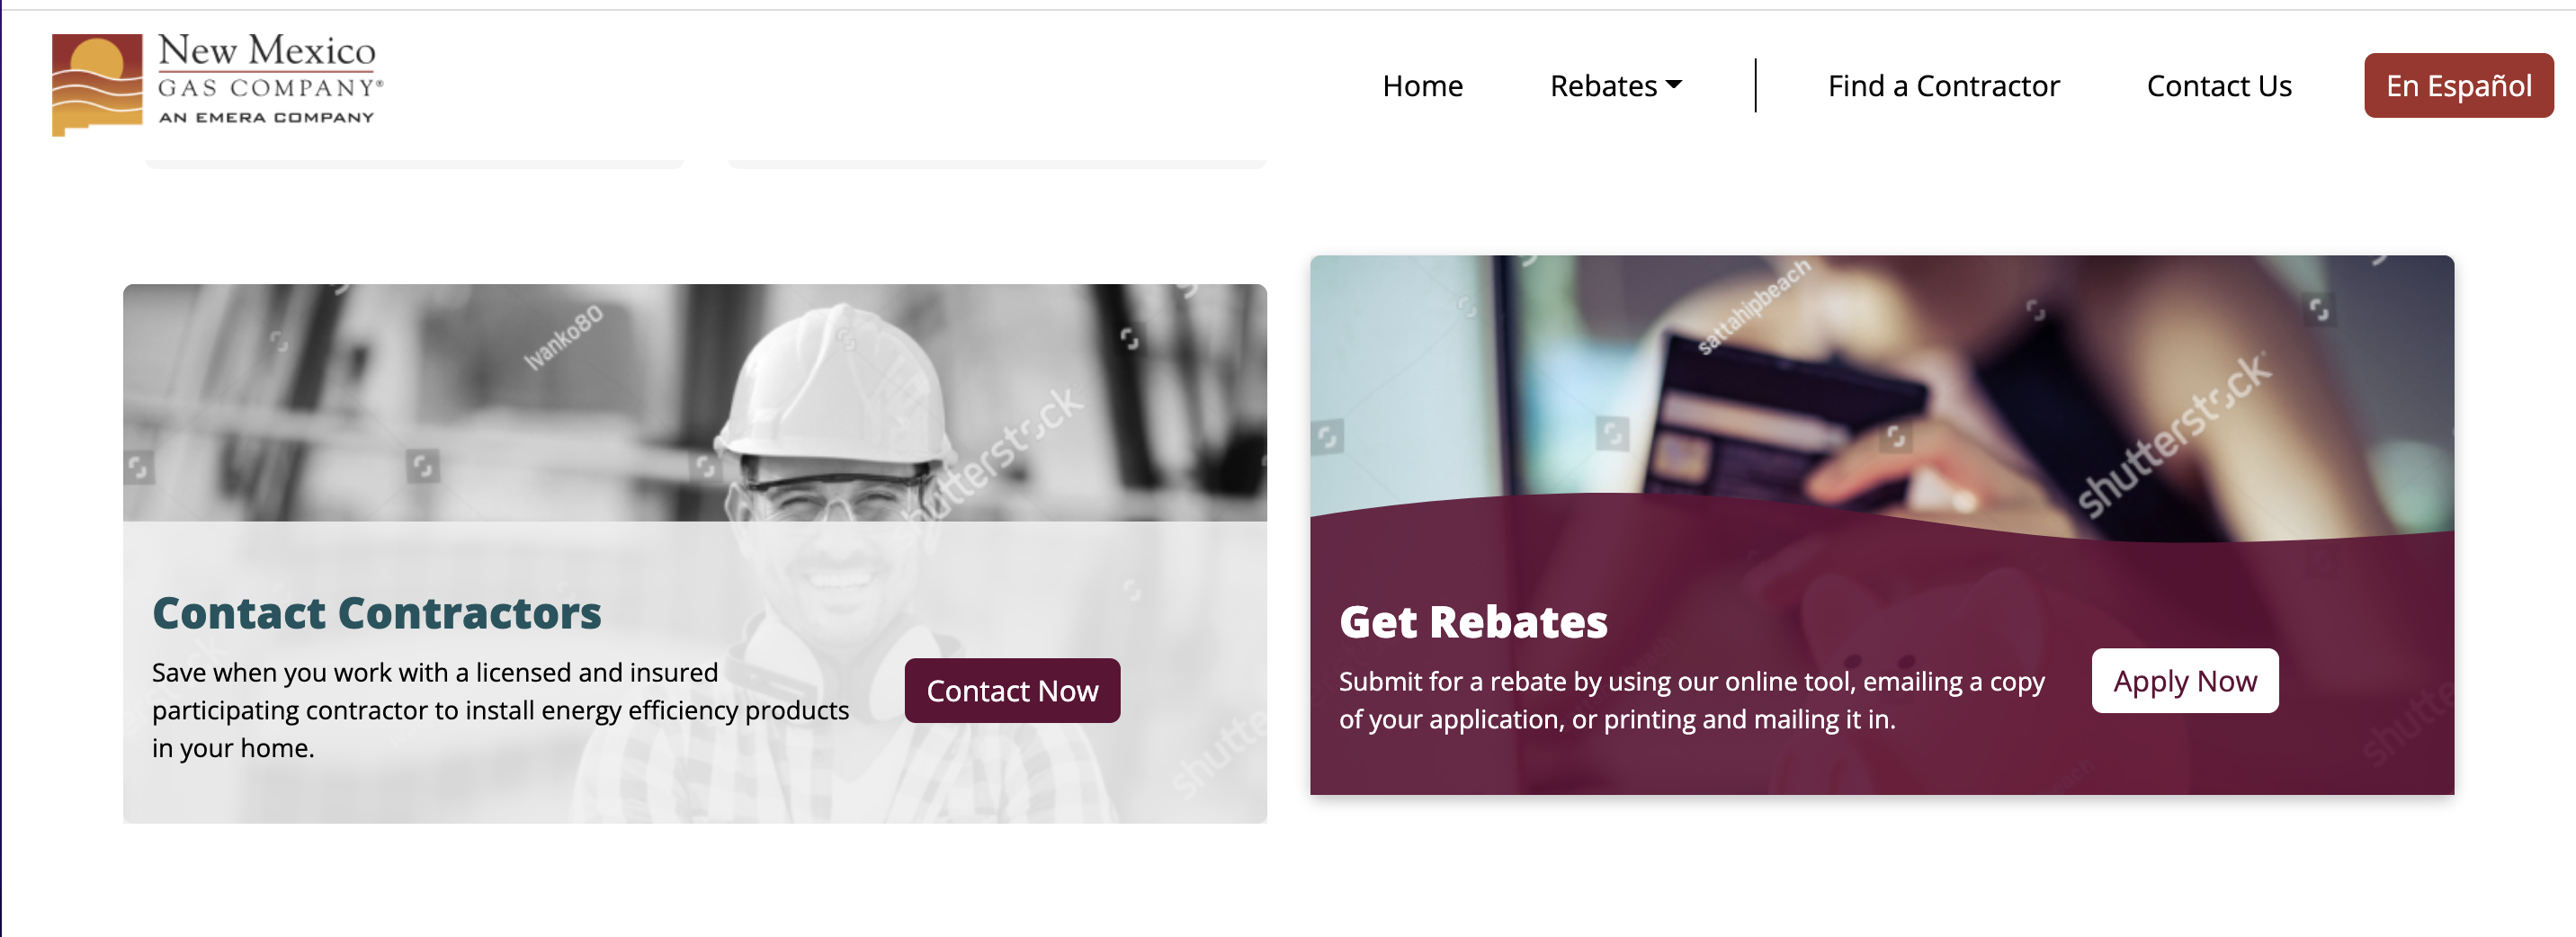 New Mexico
GAS COMPANY®
AN EMERA COMPANY
Home
Rebates
Find a Contractor
Contact Us
En Español
Ivanko80
shutterstock
Contact Contractors
Save when you work with a licensed and insured
participating contractor to install energy efficiency products
in your home.
Contact Now
sattahipbeach
shutterstock
Get Rebates
Submit for a rebate by using our online tool, emailing a copy
of your application, or printing and mailing it in.
Apply Now